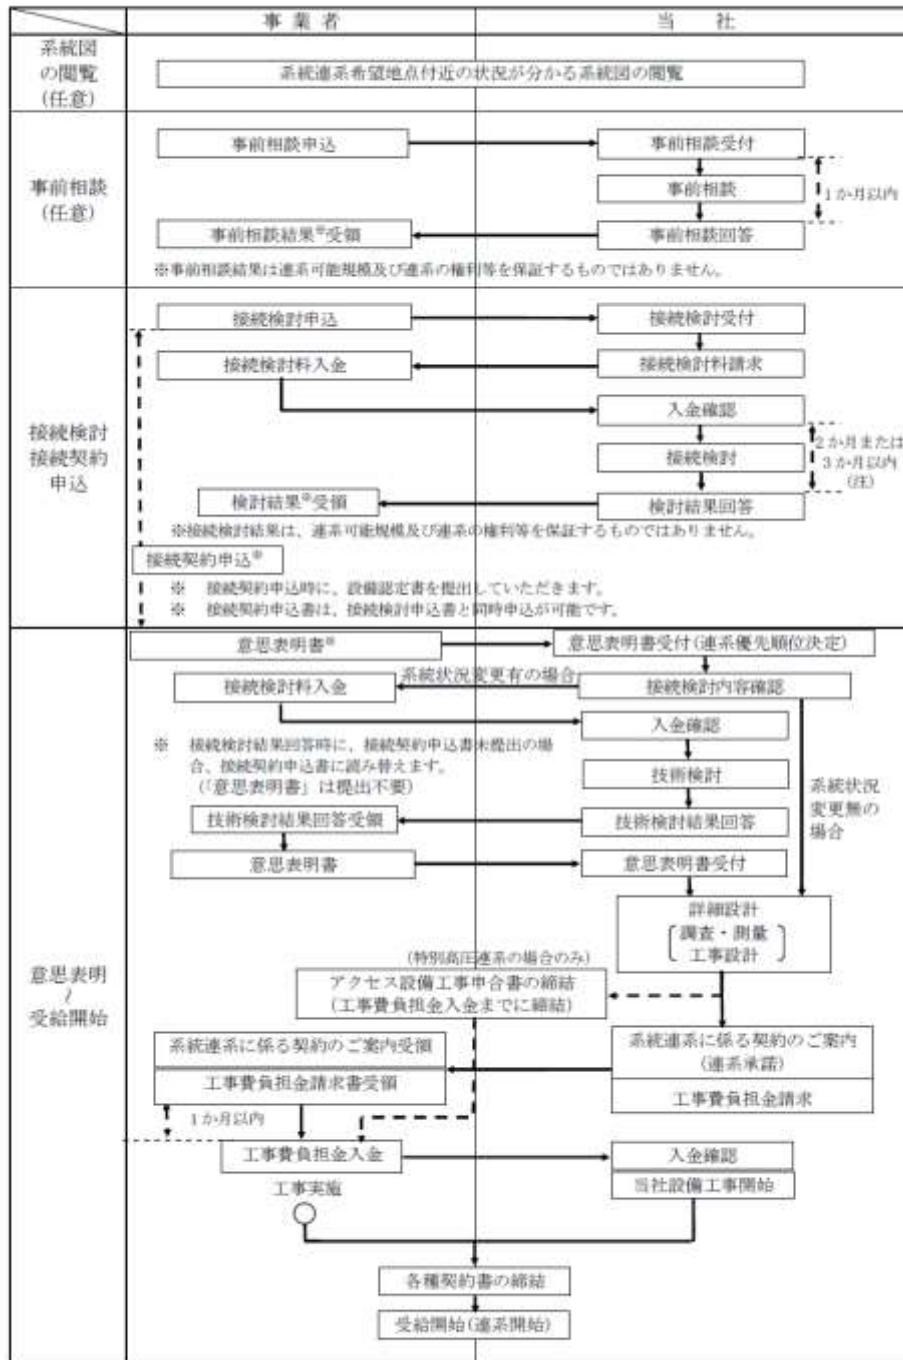 事 業 者
当 社
系統図
の閲覧
(任意)
系統連系希望地点付近の状況が分かる系統図の閲覧
事前相談
(任意)
事前相談申込
事前相談受付
事前相談
1か月以内
事前相談結果※受領
事前相談回答
※事前相談結果は連系可能規模及び連系の権利等を保証するものではありません。
接続検討
接続契約
申込
接続検討申込
接続検討受付
接続検討料入金
接続検討料請求
入金確認
接続検討
2か月または
3か月以内
(注)
検討結果※受領
検討結果回答
※接続検討結果は、連系可能規模及び連系の権利等を保証するものではありません。
接続契約申込※
※ 接続契約申込時に、設備認定書を提出していただきます。
※ 接続契約申込書は、接続検討申込書と同時申込が可能です。
意思表明
~
受給開始
意思表明書※
意思表明書受付(連系優先順位決定)
系統状況変更有の場合
接続検討料入金
接続検討内容確認
入金確認
※ 接続検討結果回答時に、接続契約申込書未提出の場
合、接続契約申込書に読み替えます。
(「意思表明書」は提出不要)
技術検討
系統状況
変更無の
場合
技術検討結果回答受領
技術検討結果回答
意思表明書
意思表明書受付
詳細設計
調査・測量
工事設計
(特別高圧連系の場合のみ)
アクセス設備工事申合書の締結
(工事費負担金入金までに締結)
系統連系に係る契約のご案内受領
系統連系に係る契約のご案内
(連系承諾)
工事費負担金請求書受領
工事費負担金請求
1か月以内
工事費負担金入金
入金確認
工事実施
当社設備工事開始
各種契約書の締結
受給開始(連系開始)